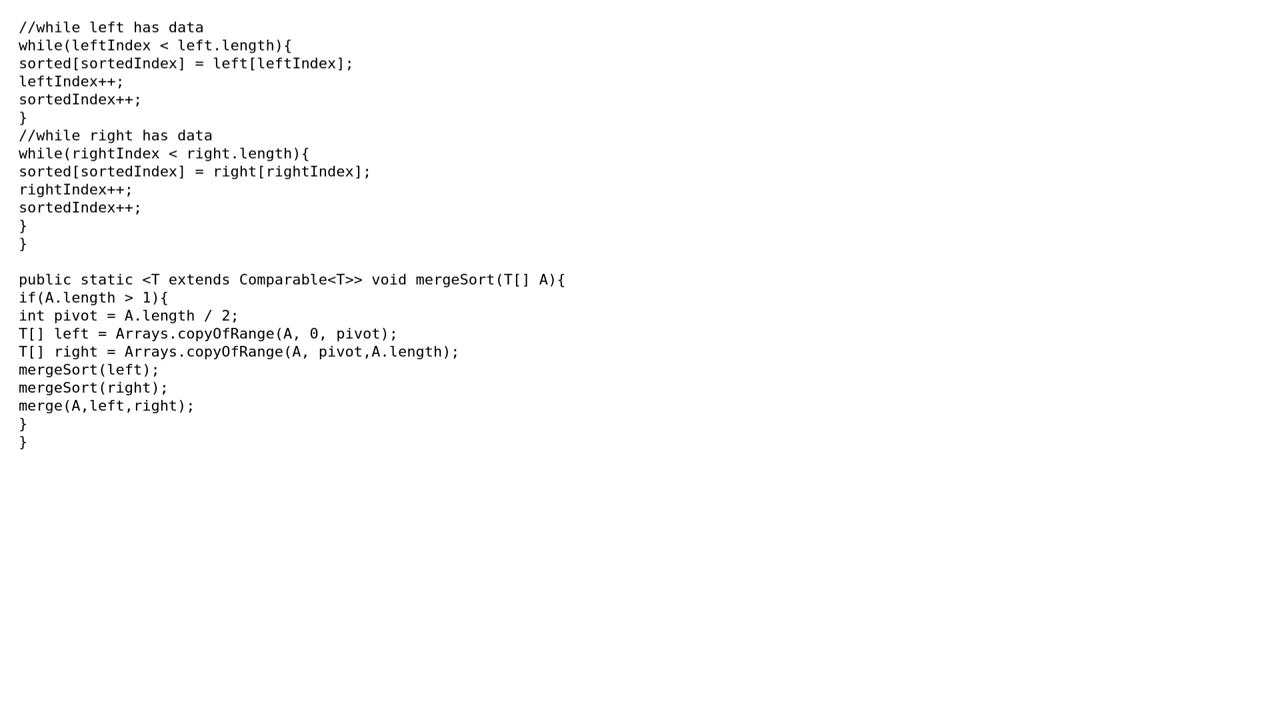 //while left has data
while(leftIndex < left.length){
sorted[sortedIndex] = left[leftIndex];
leftIndex++;
sortedIndex++;
}
//while right has data
while(rightIndex < right.length){
sorted[sortedIndex] = right[rightIndex];
rightIndex++;
sortedIndex++;
}
}

public static <T extends Comparable<T>> void mergeSort(T[] A){
if(A.length > 1){
int pivot = A.length / 2;
T[] left = Arrays.copyOfRange(A, 0, pivot);
T[] right = Arrays.copyOfRange(A, pivot,A.length);
mergeSort(left);
mergeSort(right);
merge(A,left,right);
}
}